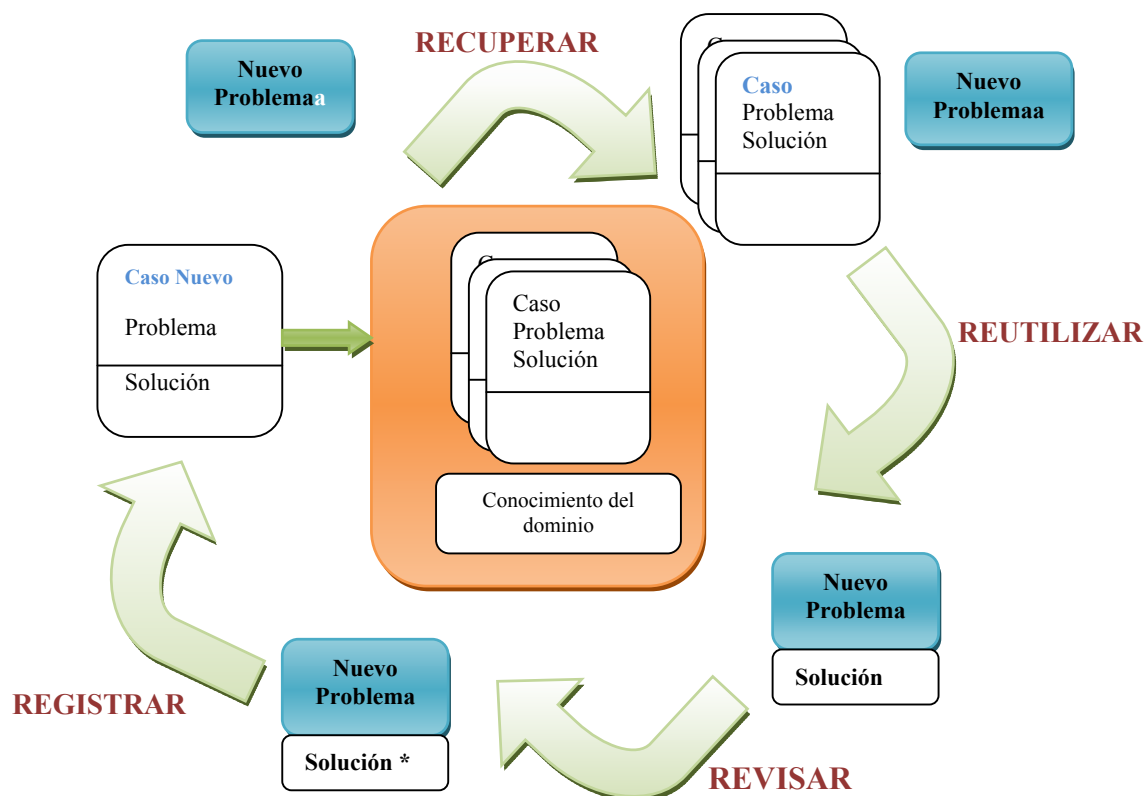 RECUPERAR
Nuevo
Problemaa
C
Caso
Problema
Solución
Nuevo
Problemaa
Caso Nuevo
Problema
Solución
C
Caso
Problema
Solución
Conocimiento del
dominio
REUTILIZAR
Nuevo
Problema
Solución
REVISAR
Nuevo
Problema
Solución *
REGISTRAR